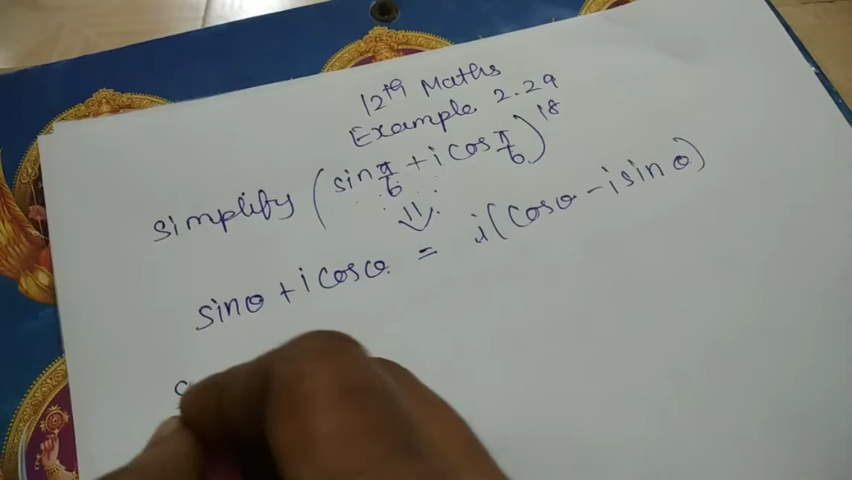 12th Maths
Example 2.29
simplify (sin π/6 + i cos π/6)^18
sinθ + i cosθ = i(cosθ - i sinθ)